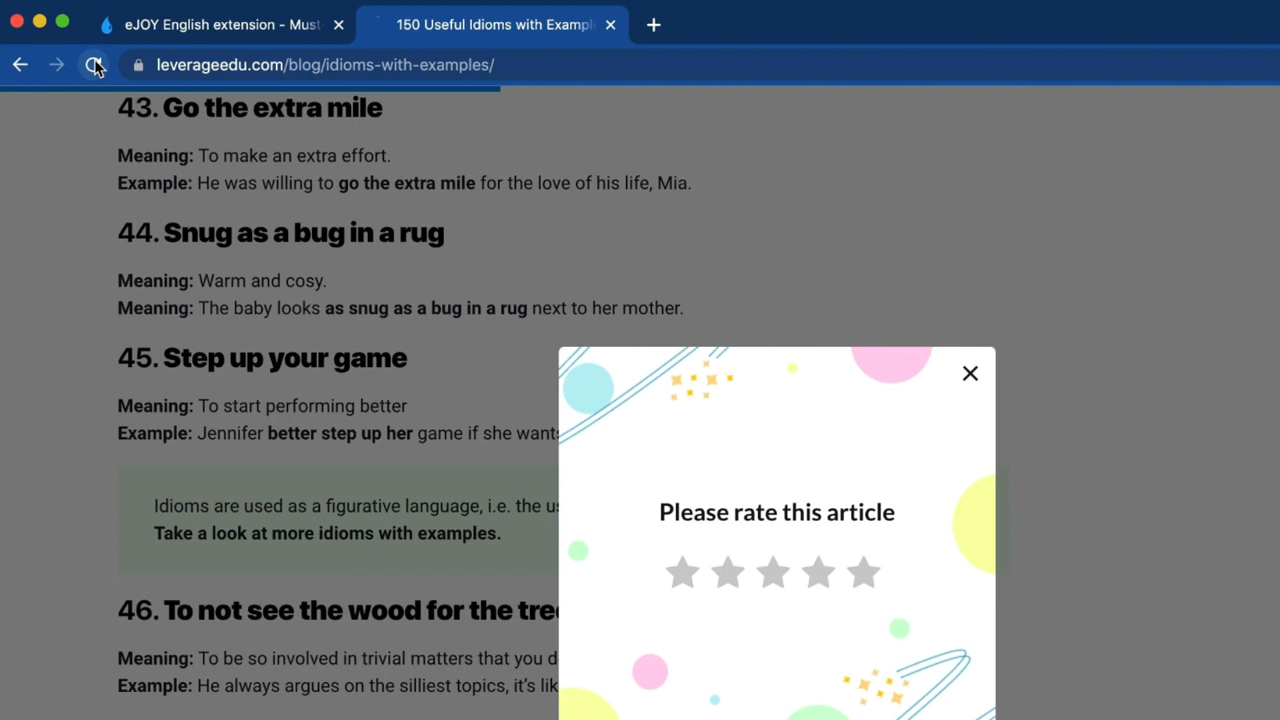 eJOY English extension - Must
150 Useful Idioms with Exampl
leverageedu.com/blog/idioms-with-examples/
43. Go the extra mile
Meaning: To make an extra effort.
Example: He was willing to go the extra mile for the love of his life, Mia.
44. Snug as a bug in a rug
Meaning: Warm and cosy.
Meaning: The baby looks as snug as a bug in a rug next to her mother.
45. Step up your game
Meaning: To start performing better
Example: Jennifer better step up her game if she wants
Idioms are used as a figurative language, i.e. the us
Take a look at more idioms with examples.
Please rate this article
46. To not see the wood for the tree
Meaning: To be so involved in trivial matters that you d
Example: He always argues on the silliest topics, it’s lik